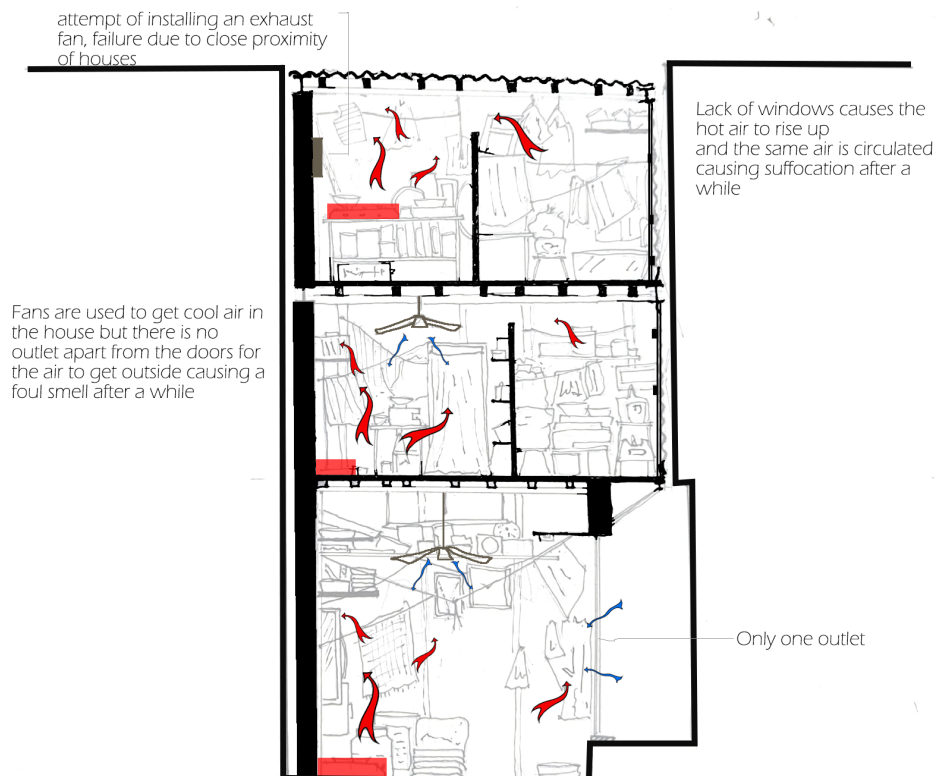 attempt of installing an exhaust
fan, failure due to close proximity
of houses
Lack of windows causes the
hot air to rise up
and the same air is circulated
causing suffocation after a
while
Fans are used to get cool air in
the house but there is no
outlet apart from the doors for
the air to get outside causing a
foul smell after a while
Only one outlet